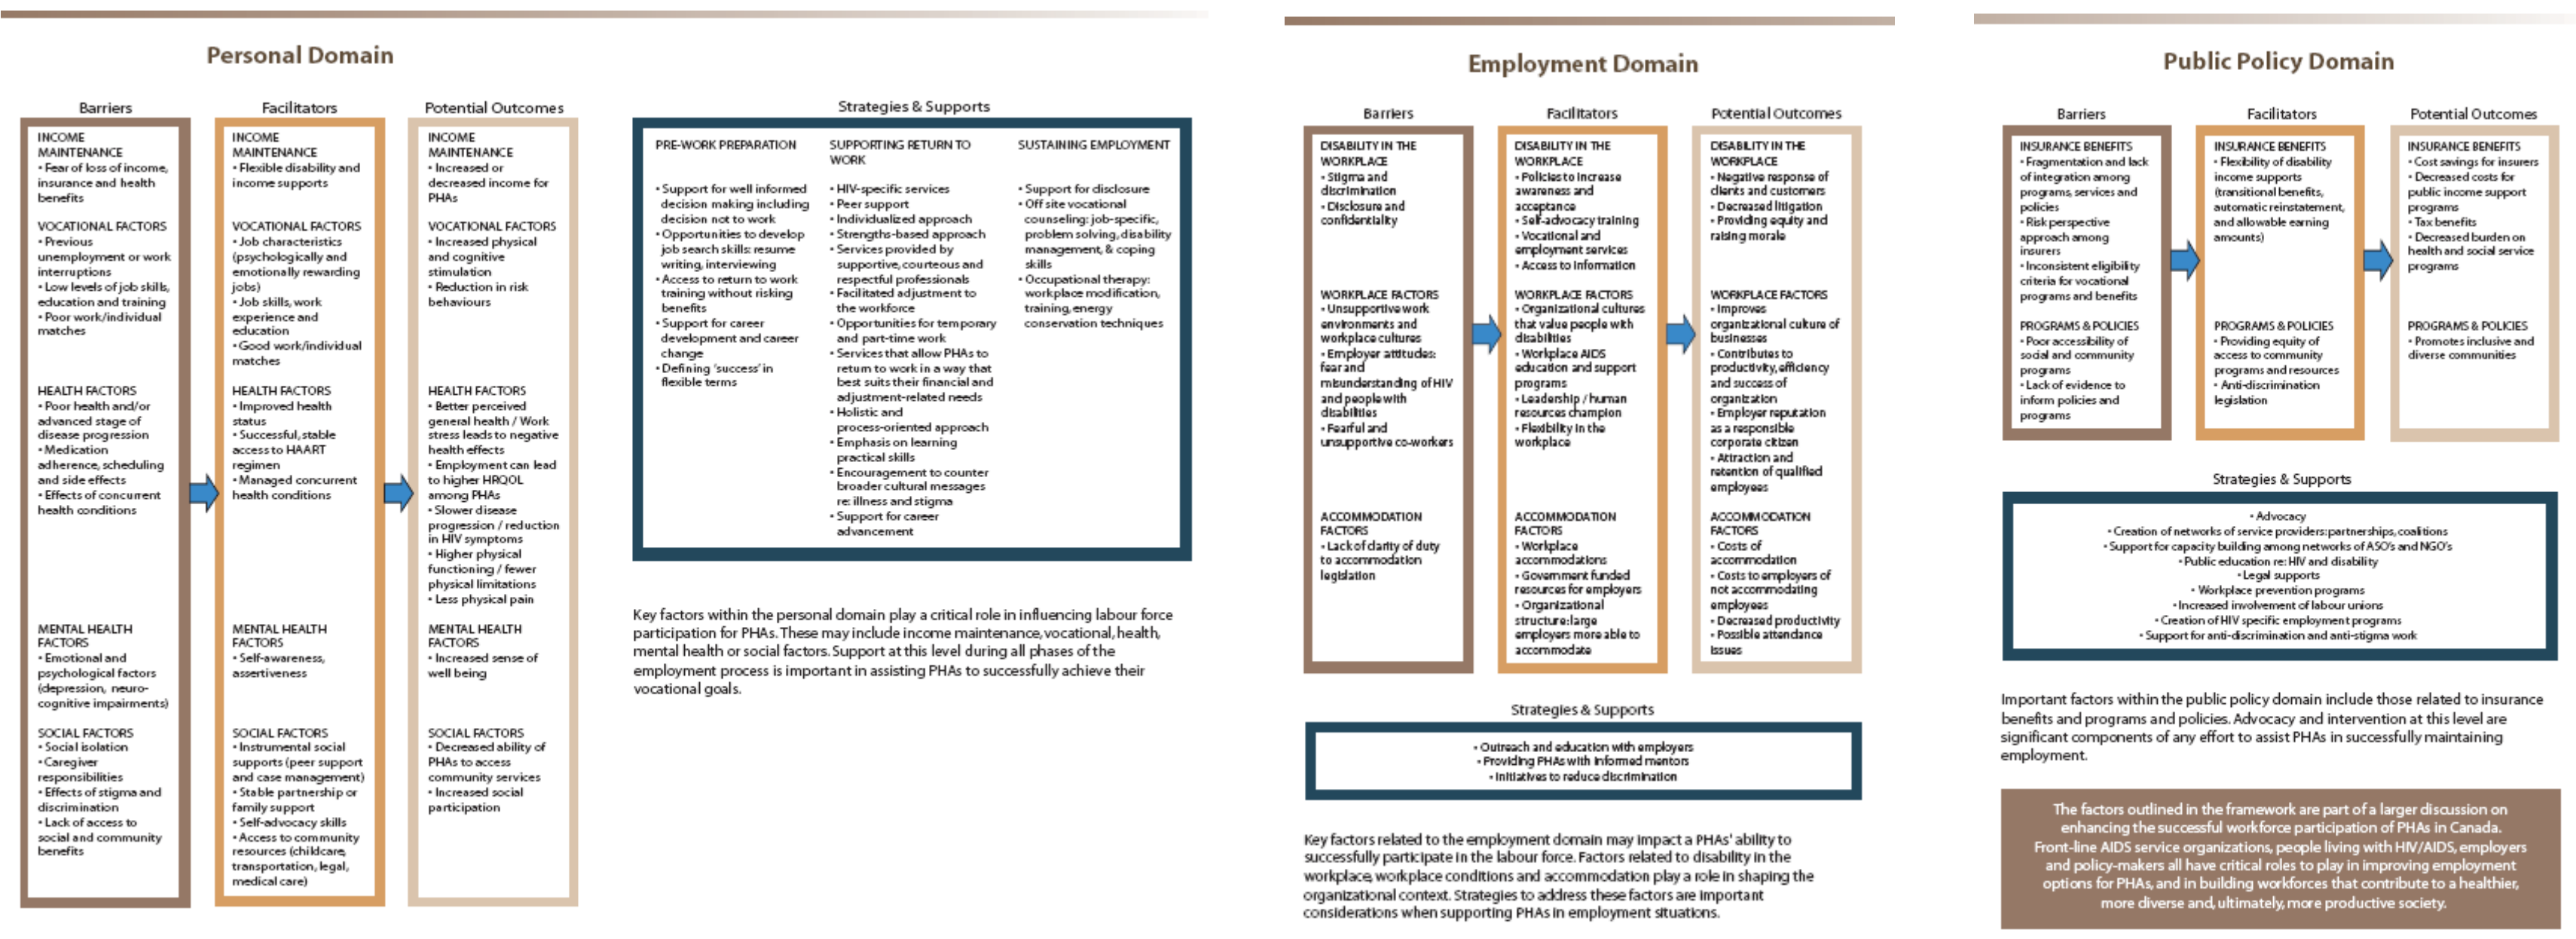 Personal Domain
Barriers
INCOME
MAINTENANCE
• Fear of loss of income,
insurance and health
benefits
VOCATIONAL FACTORS
• Previous
unemployment or work
interruptions
• Low levels of job skills,
education and training
• Poor work/individual
matches
HEALTH FACTORS
• Poor health and/or
advanced stage of
disease progression
• Medication
adherence, scheduling
and side effects
• Effects of concurrent
health conditions
MENTAL HEALTH
FACTORS
• Emotional and
psychological factors
(depression, neuro-
cognitive impairments)
SOCIAL FACTORS
• Social isolation
• Caregiver
responsibilities
• Effects of stigma and
discrimination
• Lack of access to
social and community
benefits
Facilitators
INCOME
MAINTENANCE
• Flexible disability and
income supports
VOCATIONAL FACTORS
• Job characteristics
(psychologically and
emotionally rewarding
jobs)
• Job skills, work
experience and
education
• Good work/individual
matches
HEALTH FACTORS
• Improved health
status
• Successful, stable
access to HAART
regimen
• Managed concurrent
health conditions
MENTAL HEALTH
FACTORS
• Self-awareness,
assertiveness
SOCIAL FACTORS
• Instrumental social
supports (peer support
and case management)
• Stable partnership or
family support
• Self-advocacy skills
• Access to community
resources (childcare,
transportation, legal,
medical care)
Potential Outcomes
INCOME
MAINTENANCE
• Increased or
decreased income for
PHAs
VOCATIONAL FACTORS
• Increased physical
and cognitive
stimulation
• Reduction in risk
behaviours
HEALTH FACTORS
• Better perceived
general health / Work
stress leads to negative
health effects
• Employment can lead
to higher HRQOL
among PHAs
• Slower disease
progression / reduction
in HIV symptoms
• Higher physical
functioning / fewer
physical limitations
• Less physical pain
MENTAL HEALTH
FACTORS
• Increased sense of
well being
SOCIAL FACTORS
• Decreased ability of
PHAs to access
community services
• Increased social
participation
Strategies & Supports
PRE-WORK PREPARATION
• Support for well informed
decision making including
decision not to work
• Opportunities to develop
job search skills: resume
writing, interviewing
• Access to return to work
training without risking
benefits
• Support for career
development and career
change
• Defining ‘success’ in
flexible terms
SUPPORTING RETURN TO
WORK
• HIV-specific services
• Peer support
• Individualized approach
• Strengths-based approach
• Services provided by
supportive, courteous and
respectful professionals
• Facilitated adjustment to
the workforce
• Opportunities for temporary
and part-time work
• Services that allow PHAs to
return to work in a way that
best suits their financial and
adjustment-related needs
• Holistic and
process-oriented approach
• Emphasis on learning
practical skills
• Encouragement to counter
broader cultural messages
re: illness and stigma
• Support for career
advancement
SUSTAINING EMPLOYMENT
• Support for disclosure
• Off site vocational
counseling: job-specific,
problem solving, disability
management, & coping
skills
• Occupational therapy:
workplace modification,
training, energy
conservation techniques
Key factors within the personal domain play a critical role in influencing labour force
participation for PHAs. These may include income maintenance, vocational, health,
mental health or social factors. Support at this level during all phases of the
employment process is important in assisting PHAs to successfully achieve their
vocational goals.
Employment Domain
Barriers
DISABILITY IN THE
WORKPLACE
• Stigma and
discrimination
• Disclosure and
confidentiality
WORKPLACE FACTORS
• Unsupportive work
environments and
workplace cultures
• Employer attitudes:
fear and
misunderstanding of HIV
and people with
disabilities
• Fearful and
unsupportive co-workers
ACCOMMODATION
FACTORS
• Lack of clarity of duty
to accommodation
legislation
Facilitators
DISABILITY IN THE
WORKPLACE
• Policies to increase
awareness and
acceptance
• Self-advocacy training
• Vocational and
employment services
• Access to information
WORKPLACE FACTORS
• Organizational cultures
that value people with
disabilities
• Workplace AIDS
education and support
programs
• Leadership / human
resources champion
• Flexibility in the
workplace
ACCOMMODATION
FACTORS
• Workplace
accommodations
• Government funded
resources for employers
• Organizational
structure: large
employers more able to
accommodate
Potential Outcomes
DISABILITY IN THE
WORKPLACE
• Negative response of
clients and customers
• Decreased litigation
• Providing equity and
raising morale
WORKPLACE FACTORS
• Improves
organizational culture of
businesses
• Contributes to
productivity, efficiency
and success of
organization
• Employer reputation
as a responsible
corporate citizen
• Attraction and
retention of qualified
employees
ACCOMMODATION
FACTORS
• Costs of
accommodation
• Costs to employers of
not accommodating
employees
• Decreased productivity
• Possible attendance
issues
Strategies & Supports
• Outreach and education with employers
• Providing PHAs with informed mentors
• Initiatives to reduce discrimination
Key factors related to the employment domain may impact a PHAs' ability to
successfully participate in the labour force. Factors related to disability in the
workplace, workplace conditions and accommodation play a role in shaping the
organizational context. Strategies to address these factors are important
considerations when supporting PHAs in employment situations.
Public Policy Domain
Barriers
INSURANCE BENEFITS
• Fragmentation and lack
of integration among
programs, services and
policies
• Risk perspective
approach among
insurers
• Inconsistent eligibility
criteria for vocational
programs and benefits
PROGRAMS & POLICIES
• Poor accessibility of
social and community
programs
• Lack of evidence to
inform policies and
programs
Facilitators
INSURANCE BENEFITS
• Flexibility of disability
income supports
(transitional benefits,
automatic reinstatement,
and allowable earning
amounts)
PROGRAMS & POLICIES
• Providing equity of
access to community
programs and resources
• Anti-discrimination
legislation
Potential Outcomes
INSURANCE BENEFITS
• Cost savings for insurers
• Decreased costs for
public income support
programs
• Tax benefits
• Decreased burden on
health and social service
programs
PROGRAMS & POLICIES
• Promotes inclusive and
diverse communities
Strategies & Supports
• Advocacy
• Creation of networks of service providers: partnerships, coalitions
• Support for capacity building among networks of ASO's and NGO's
• Public education re: HIV and disability
• Legal supports
• Workplace prevention programs
• Increased involvement of labour unions
• Creation of HIV specific employment programs
• Support for anti-discrimination and anti-stigma work
Important factors within the public policy domain include those related to insurance
benefits and programs and policies. Advocacy and intervention at this level are
significant components of any effort to assist PHAs in successfully maintaining
employment.
The factors outlined in the framework are part of a larger discussion on
enhancing the successful workforce participation of PHAs in Canada.
Front-line AIDS service organizations, people living with HIV/AIDS, employers
and policy-makers all have critical roles to play in improving employment
options for PHAs, and in building workforces that contribute to a healthier,
more diverse and, ultimately, more productive society.